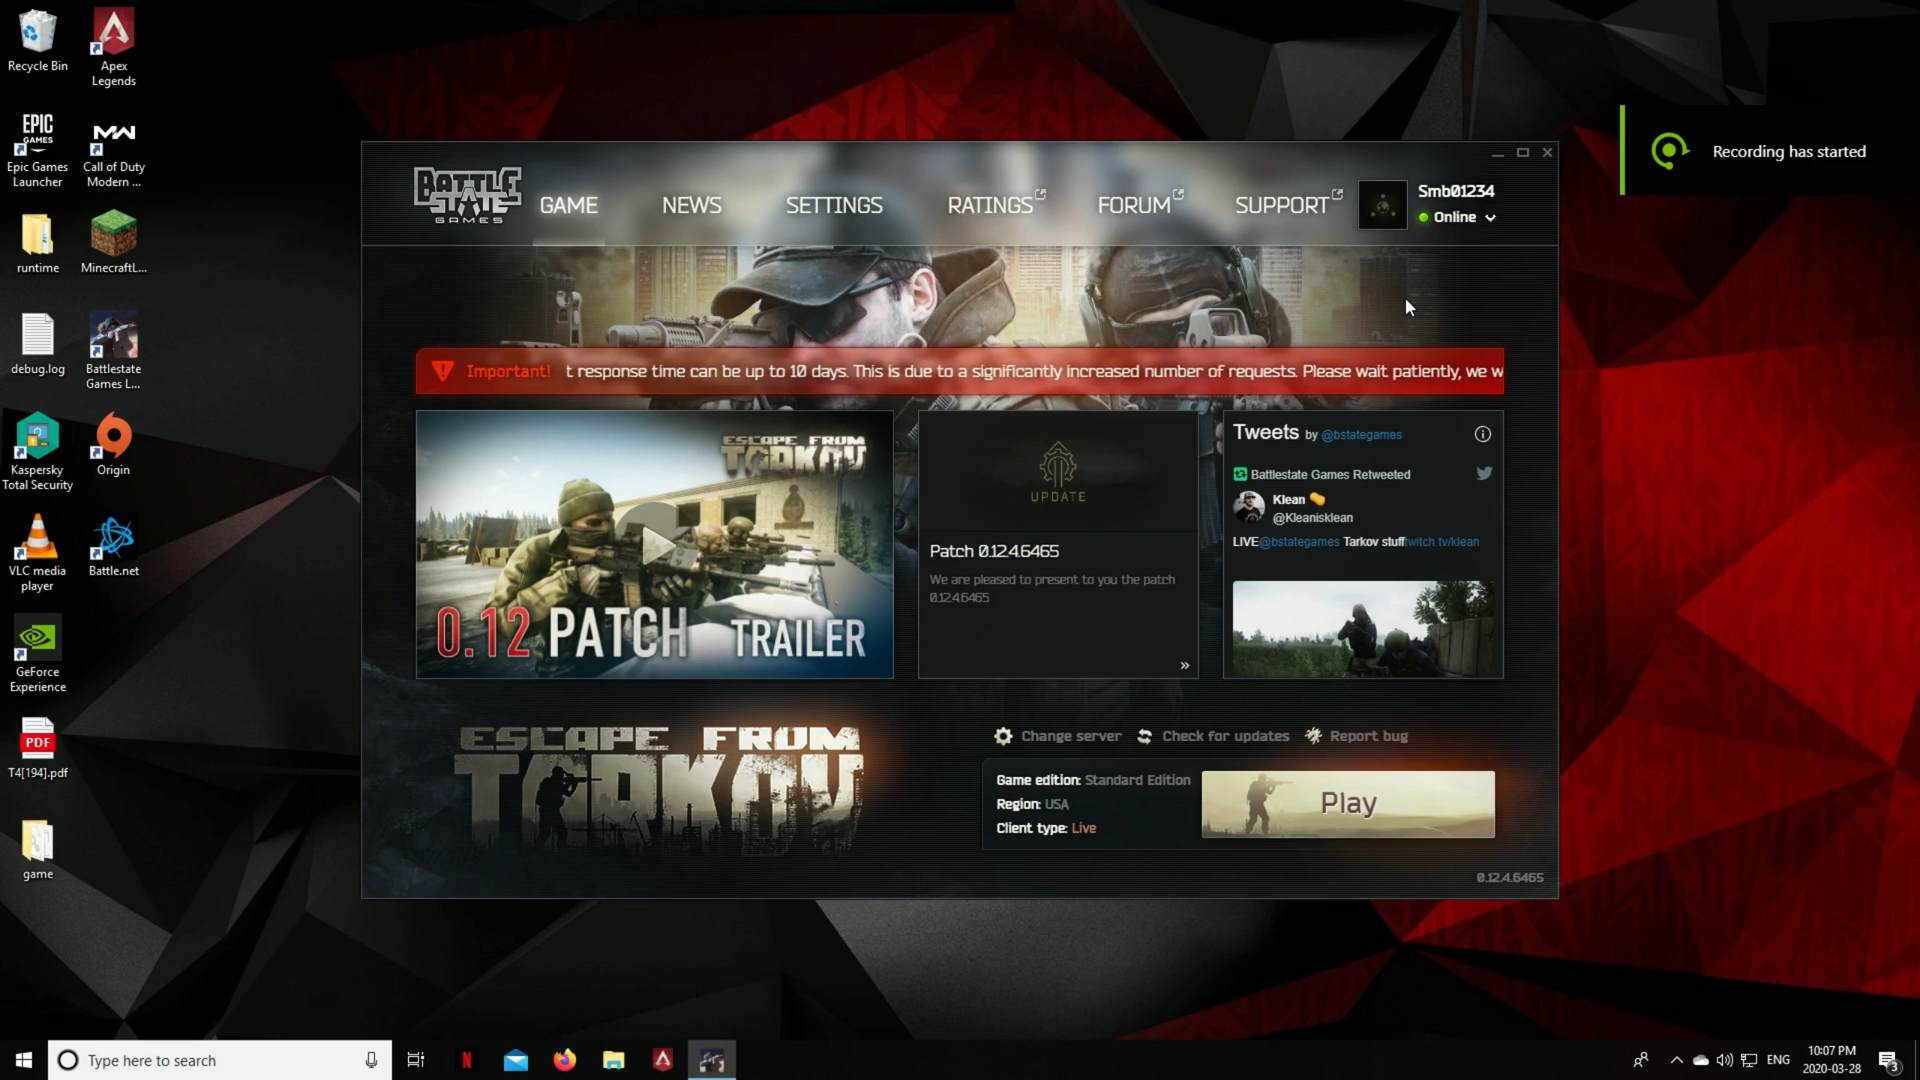 Recycle Bin
Apex
Legends
EPIC
GAMES
Epic Games
Launcher
Call of Duty
Modern ...
runtime
MinecraftL...
debug.log
Battlestate
Games L...
Kaspersky
Total Security
Origin
VLC media
player
Battle.net
GeForce
Experience
PDF
T4[194].pdf
game
Recording has started
BATTLE
STATE
GAMES
GAME
NEWS
SETTINGS
RATINGS
FORUM
SUPPORT
Smb01234
Online
Important! t response time can be up to 10 days. This is due to a significantly increased number of requests. Please wait patiently, we w
ESCAPE FROM
TARKOV
0.12 PATCH TRAILER
UPDATE
Patch 0.12.4.6465
We are pleased to present to you the patch
0.12.4.6465
»
Tweets by @bstategames
Battlestate Games Retweeted
Klean
@Kleanisklean
LIVE@bstategames Tarkov stufftwitch.tv/klean
ESCAPE FROM
TARKOV
Change server
Check for updates
Report bug
Game edition: Standard Edition
Region: USA
Client type: Live
Play
0.12.4.6465
Type here to search
N
ENG
10:07 PM
2020-03-28
3